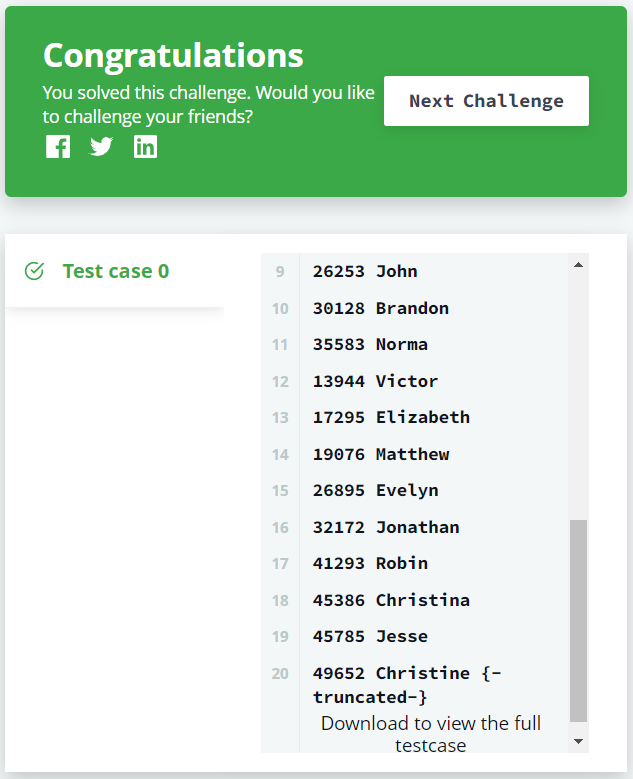 Congratulations
You solved this challenge. Would you like
to challenge your friends?
Next Challenge
Test case 0
9 26253 John
10 30128 Brandon
11 35583 Norma
12 13944 Victor
13 17295 Elizabeth
14 19076 Matthew
15 26895 Evelyn
16 32172 Jonathan
17 41293 Robin
18 45386 Christina
19 45785 Jesse
20 49652 Christine {-
truncated-}
Download to view the full
testcase